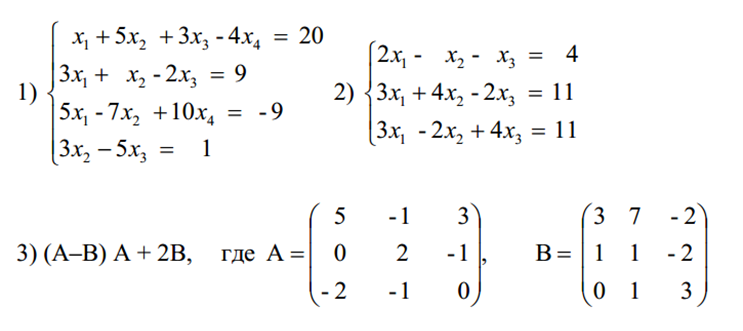 1) { x₁ + 5x₂ + 3x₃ - 4x₄ = 20
3x₁ + x₂ - 2x₃ = 9
5x₁ - 7x₂ + 10x₄ = -9
3x₂ − 5x₃ = 1
2) { 2x₁ - x₂ - x₃ = 4
3x₁ + 4x₂ - 2x₃ = 11
3x₁ - 2x₂ + 4x₃ = 11
3) (A–B) A + 2B, где A = ( 5 -1 3
0 2 -1
-2 -1 0 ),
B = ( 3 7 -2
1 1 -2
0 1 3 )